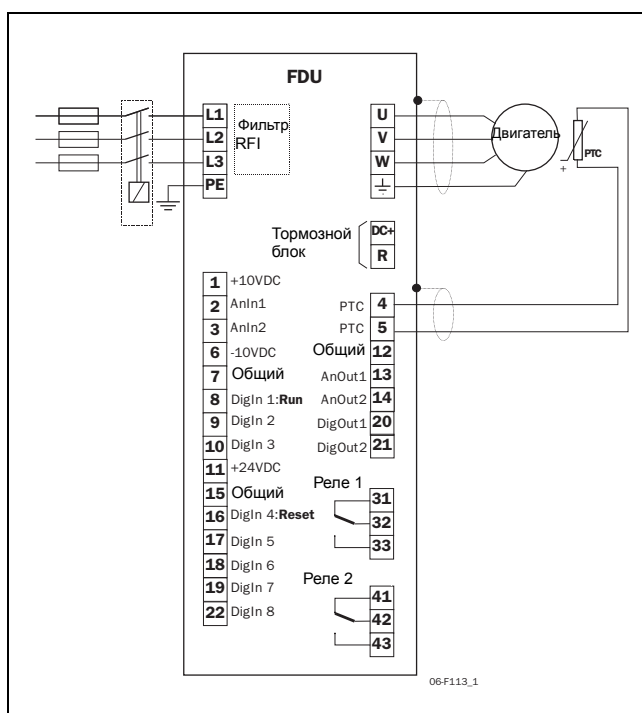 FDU
L1
L2
L3
PE
Фильтр
RFI
U
V
W
Двигатель
PTC
+
Тормозной
блок
DC+
R
1 +10VDC
2 AnIn1
3 AnIn2
6 -10VDC
7 Общий
8 DigIn 1:Run
9 DigIn 2
10 DigIn 3
11 +24VDC
15 Общий
16 DigIn 4:Reset
17 DigIn 5
18 DigIn 6
19 DigIn 7
22 DigIn 8
PTC 4
PTC 5
Общий 12
AnOut1 13
AnOut2 14
DigOut1 20
DigOut2 21
Реле 1
31
32
33
Реле 2
41
42
43
06-F113_1